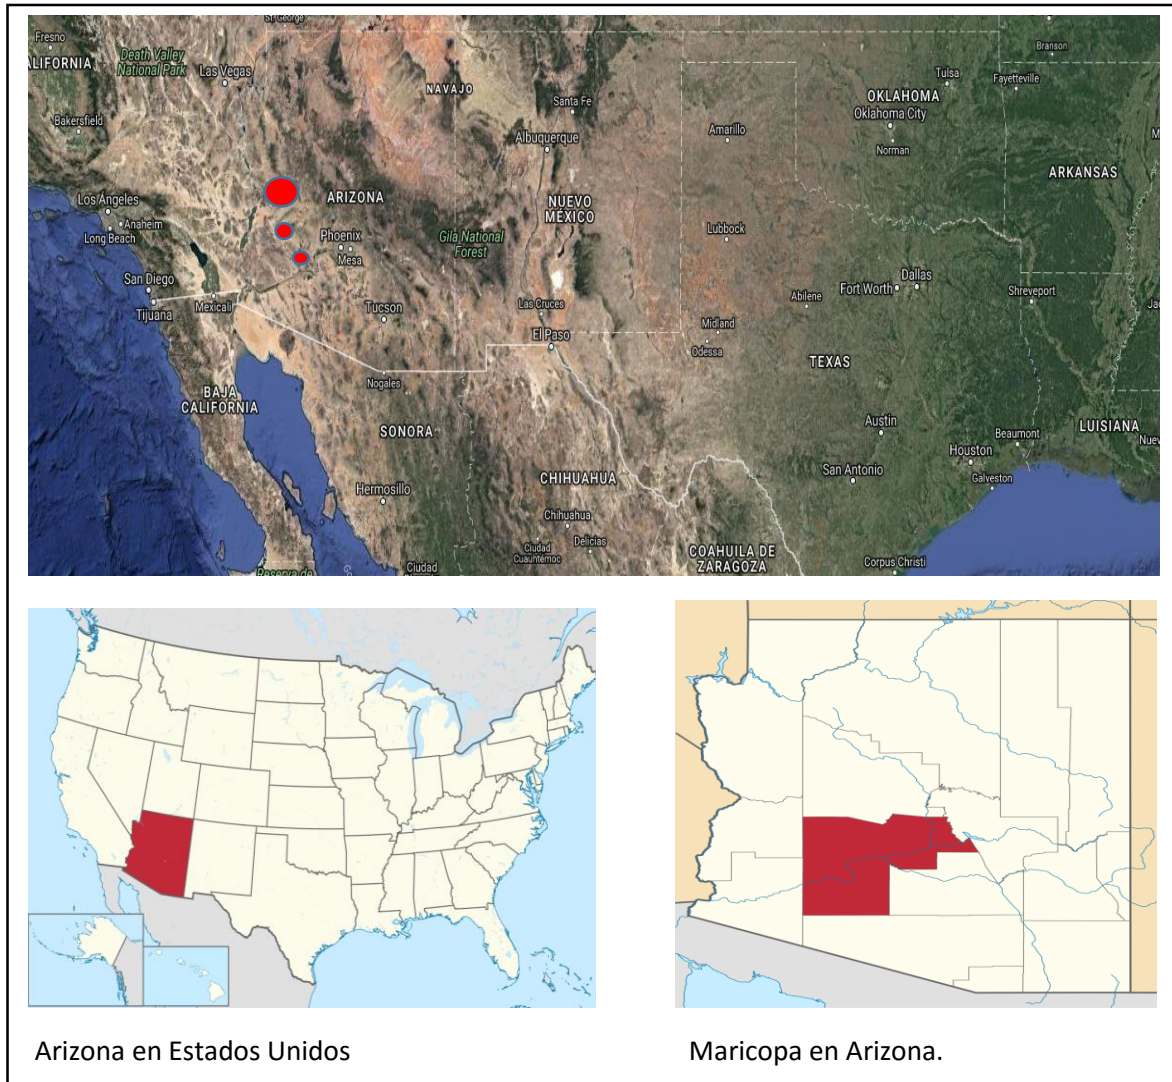 St. George
Fresno
CALIFORNIA
Death Valley
National Park
Las Vegas
NAVAJO
Santa Fe
Branson
Tulsa
Fayetteville
OKLAHOMA
Oklahoma City
Norman
Bakersfield
Albuquerque
Amarillo
ARKANSAS
Los Ángeles
Anaheim
Long Beach
ARIZONA
Phoenix
Mesa
NUEVO
MÉXICO
Gila National
Forest
Lubbock
San Diego
Tijuana
Mexicali
Tucson
Las Cruces
El Paso
Abilene
Dallas
Fort Worth
Shreveport
Midland
Odessa
TEXAS
Nogales
BAJA
CALIFORNIA
SONORA
Austin
LUISIANA
Beaumont
Houston
San Antonio
Galveston
Hermosillo
CHIHUAHUA
Chihuahua
Ciudad
Cuauhtémoc
Delicias
COAHUILA DE
ZARAGOZA
Corpus Christi
Reserva de
Ciudad
Arizona en Estados Unidos
Maricopa en Arizona.